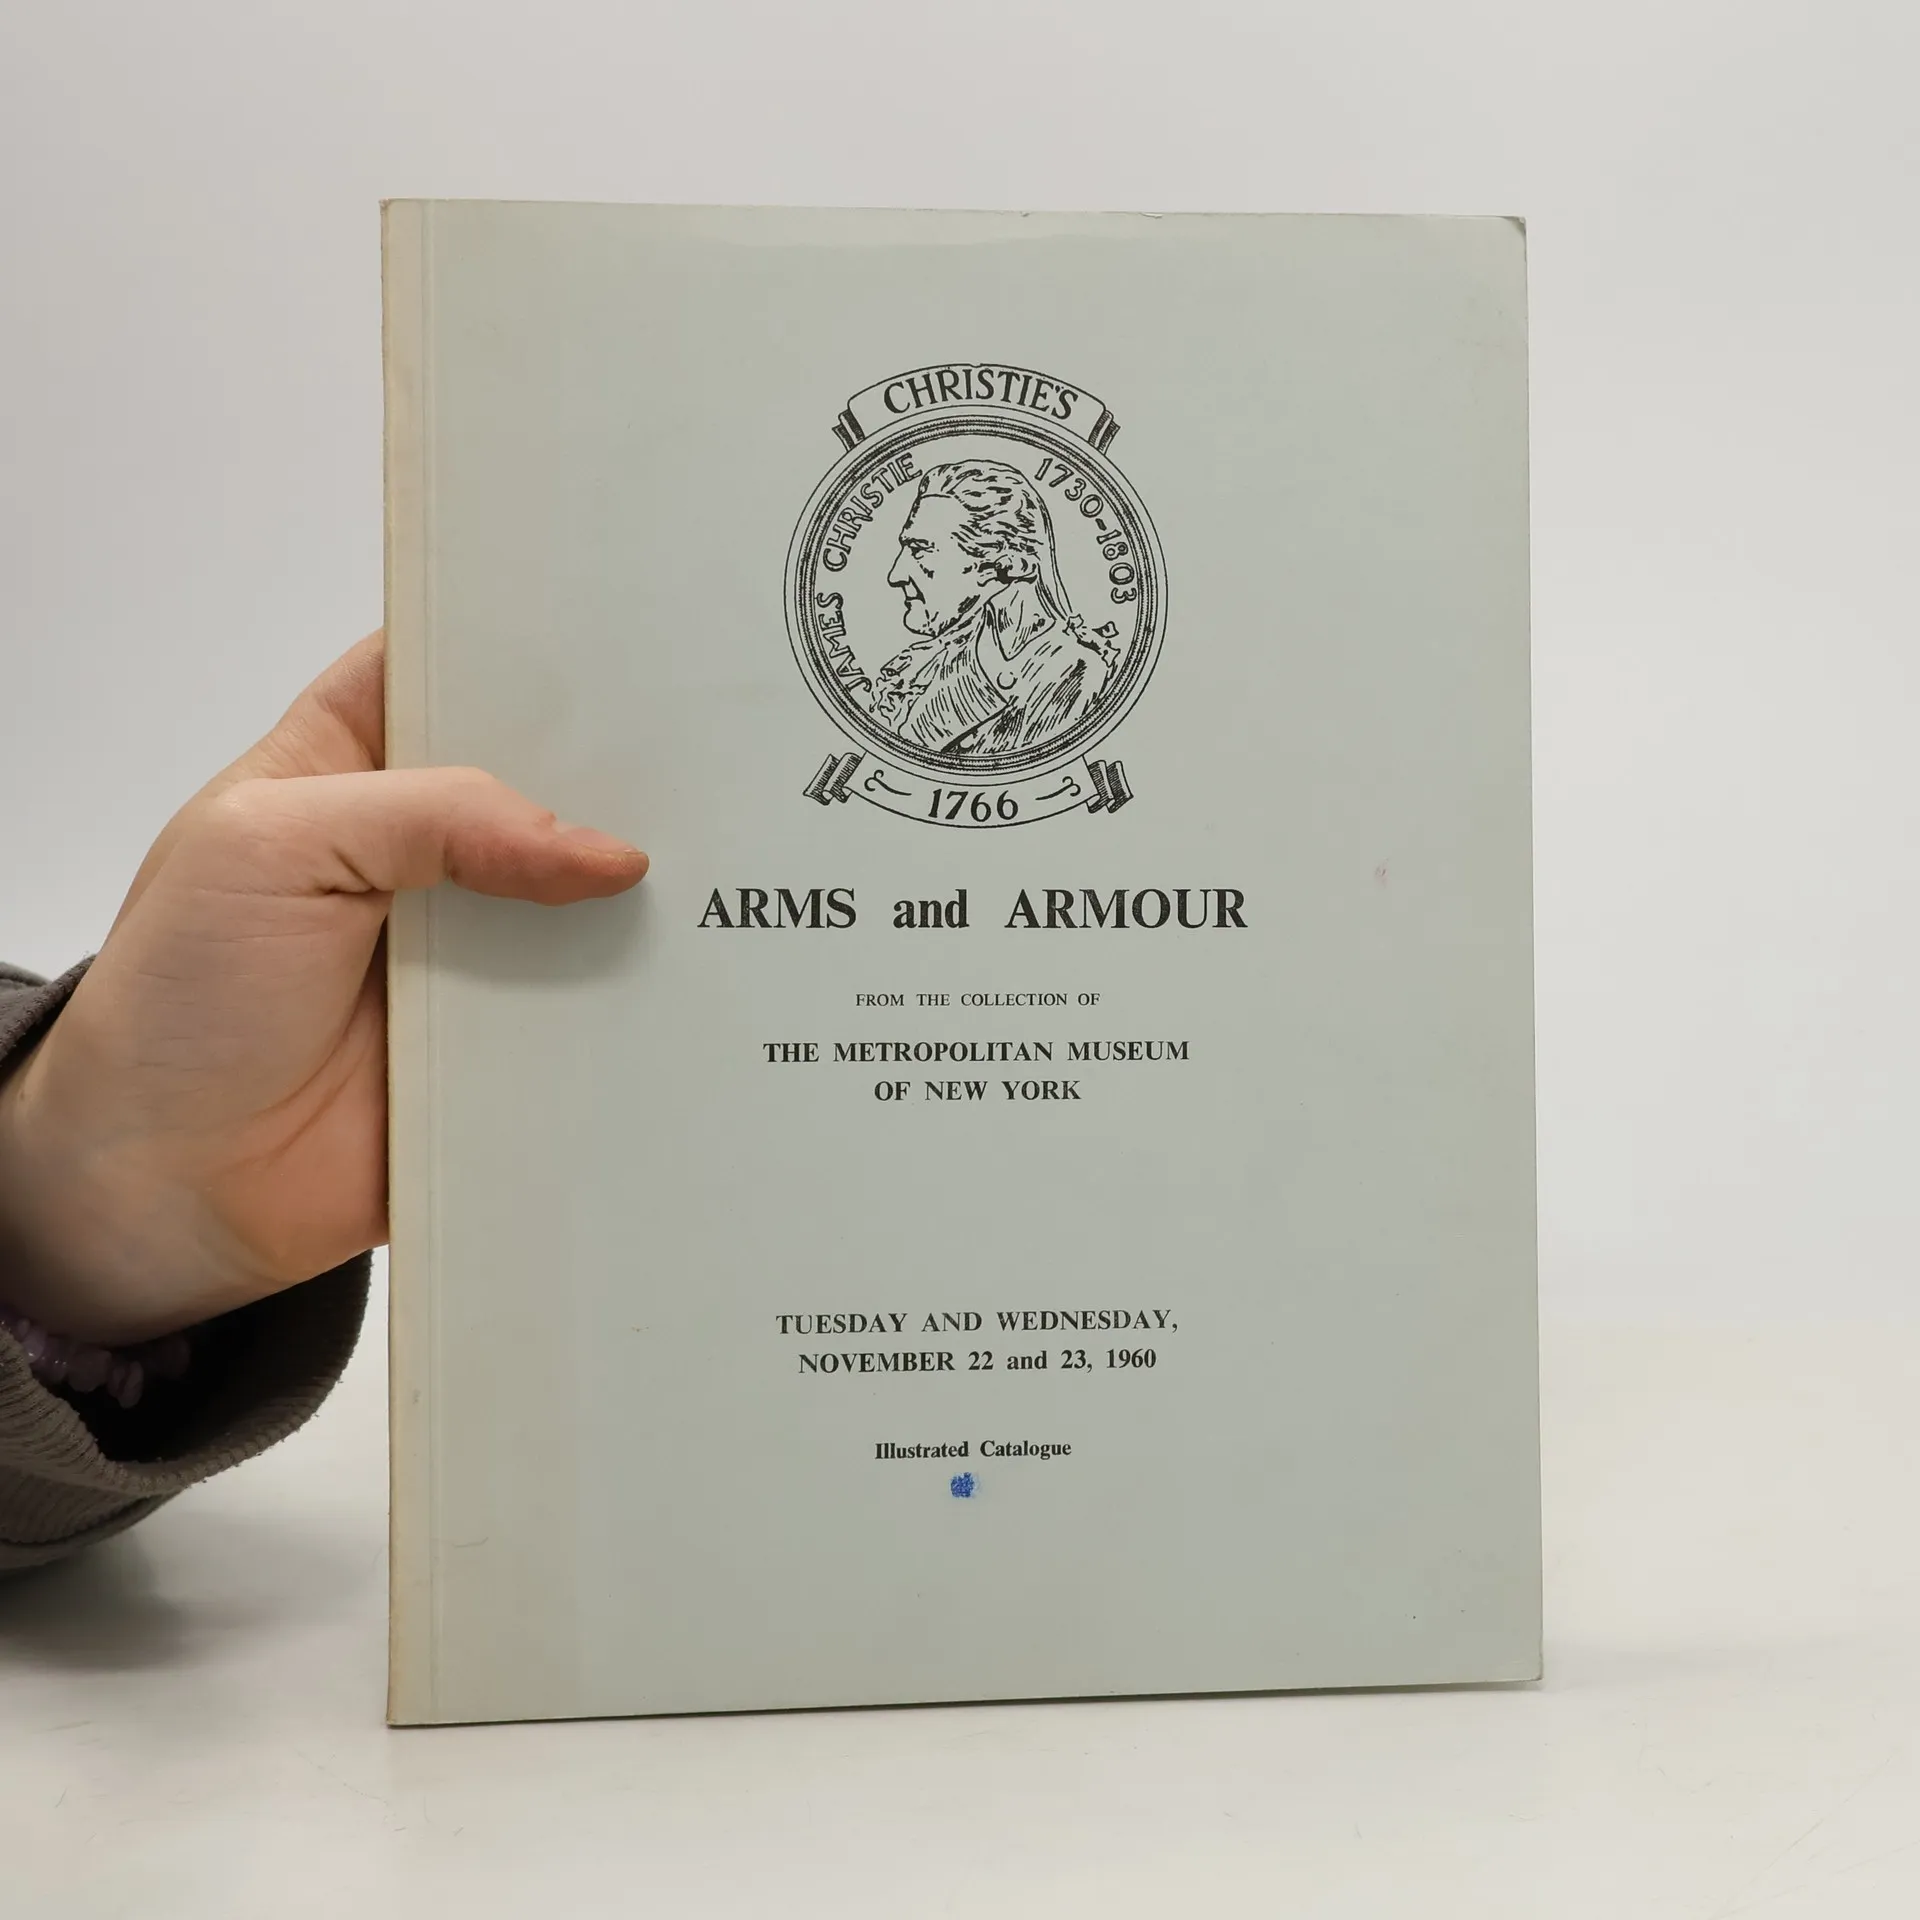 CHRISTIE'S
JAMES CHRISTIE 1730-1803
1766
ARMS and ARMOUR
FROM THE COLLECTION OF
THE METROPOLITAN MUSEUM
OF NEW YORK
TUESDAY AND WEDNESDAY,
NOVEMBER 22 and 23, 1960
Illustrated Catalogue